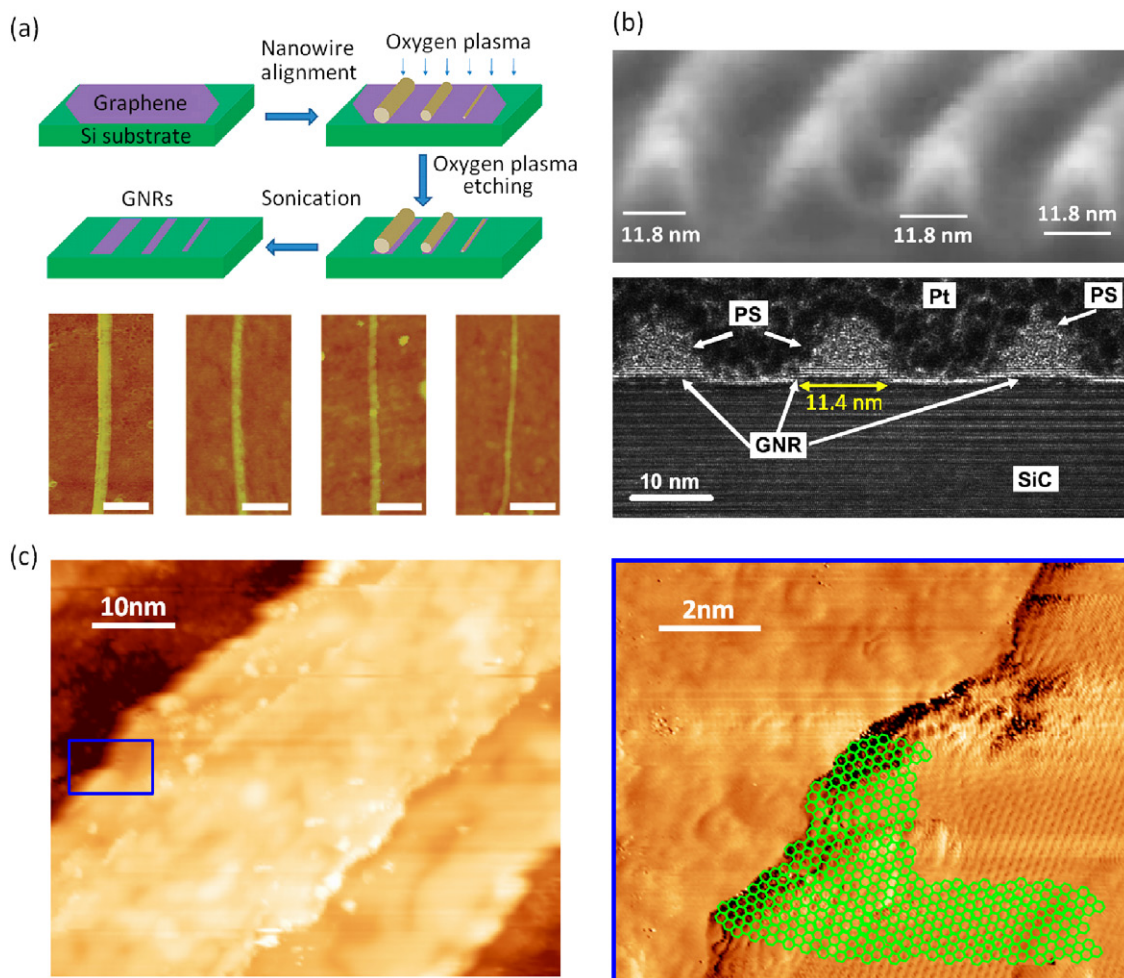 (a)
Nanowire
alignment
Oxygen plasma
Graphene
Si substrate
Oxygen plasma
etching
GNRs
Sonication
(b)
11.8 nm
11.8 nm
11.8 nm
PS
Pt
PS
11.4 nm
GNR
10 nm
SiC
(c)
10nm
2nm